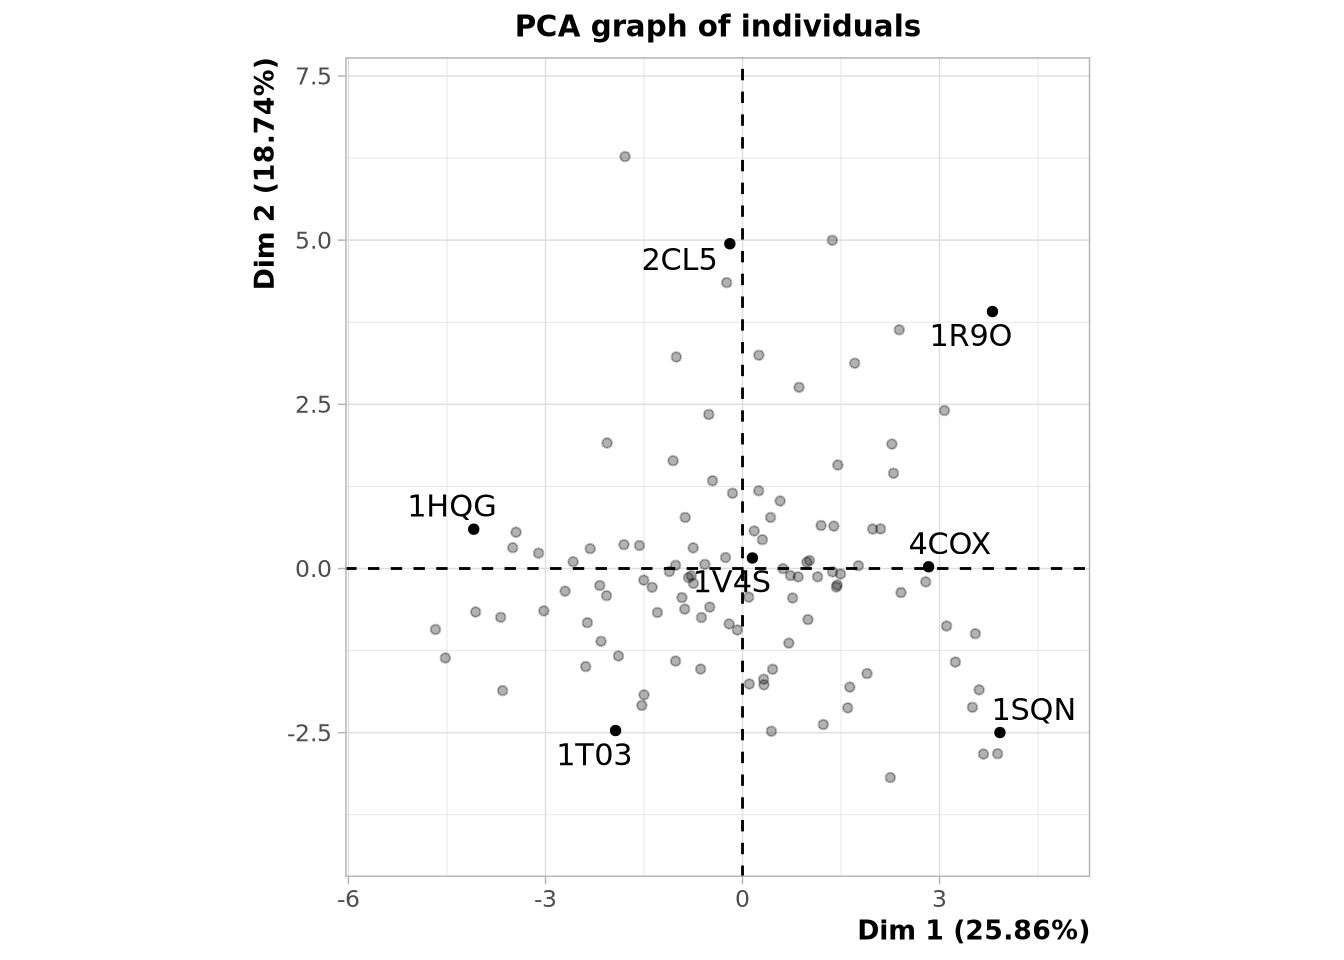 PCA graph of individuals
Dim 2 (18.74%)
7.5
5.0
2.5
0.0
-2.5
2CL5
1R9O
1HQG
4COX
1V4S
1SQN
1T03
-6
-3
0
3
Dim 1 (25.86%)